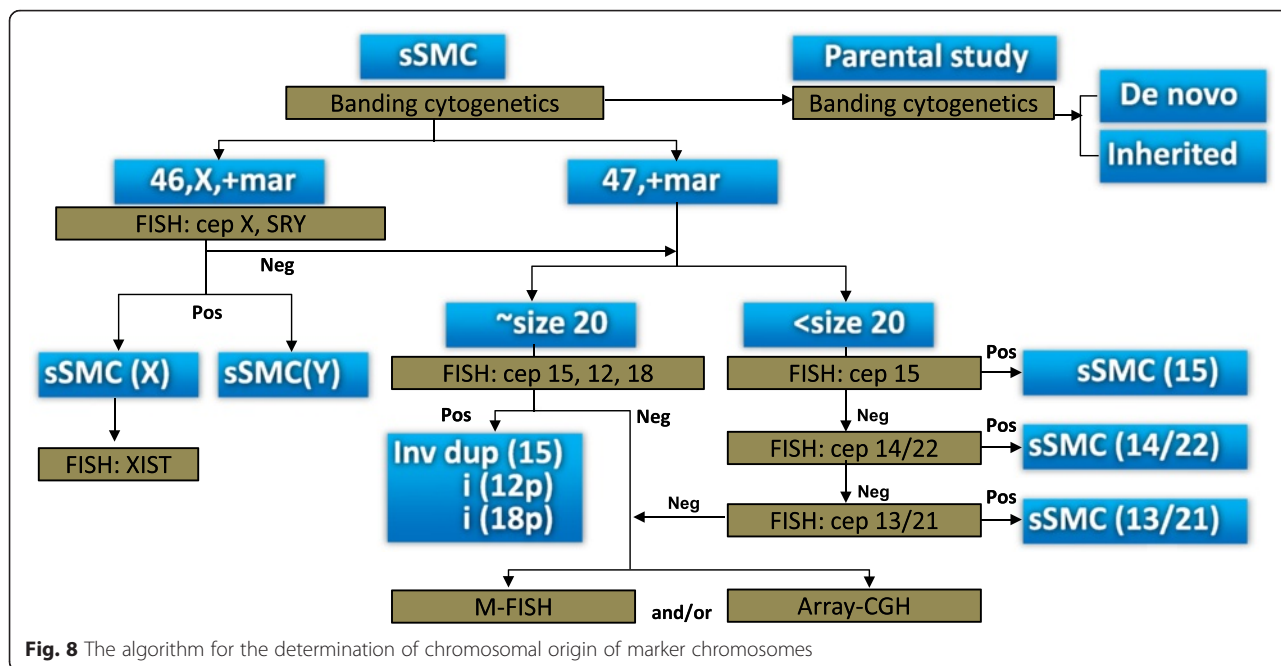 sSMC
Parental study
Banding cytogenetics
Banding cytogenetics
De novo
Inherited
46,X,+mar
47,+mar
FISH: cep X, SRY
Neg
Pos
~size 20
<size 20
sSMC (X)
sSMC(Y)
FISH: cep 15, 12, 18
FISH: cep 15
Pos
sSMC (15)
Pos
Neg
Neg
FISH: XIST
Inv dup (15)
i (12p)
i (18p)
FISH: cep 14/22
Pos
sSMC (14/22)
Neg
Neg
FISH: cep 13/21
Pos
sSMC (13/21)
M-FISH
and/or
Array-CGH
Fig. 8 The algorithm for the determination of chromosomal origin of marker chromosomes